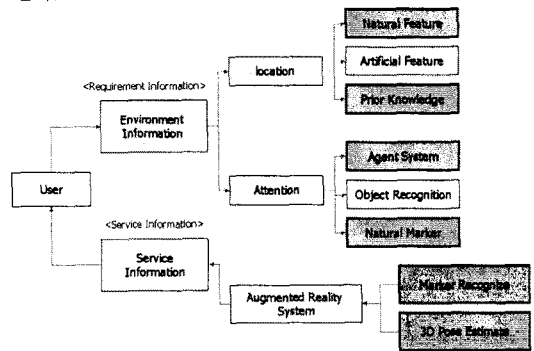 Natural Feature
location
Artificial Feature
<Requirement Information>
Prior Knowledge
Environment
Information
Agent System
User
Attention
Object Recognition
<Service Information>
Natural Marker
Service
Information
Marker Recognize
Augmented Reality
System
3D Pose Estimate